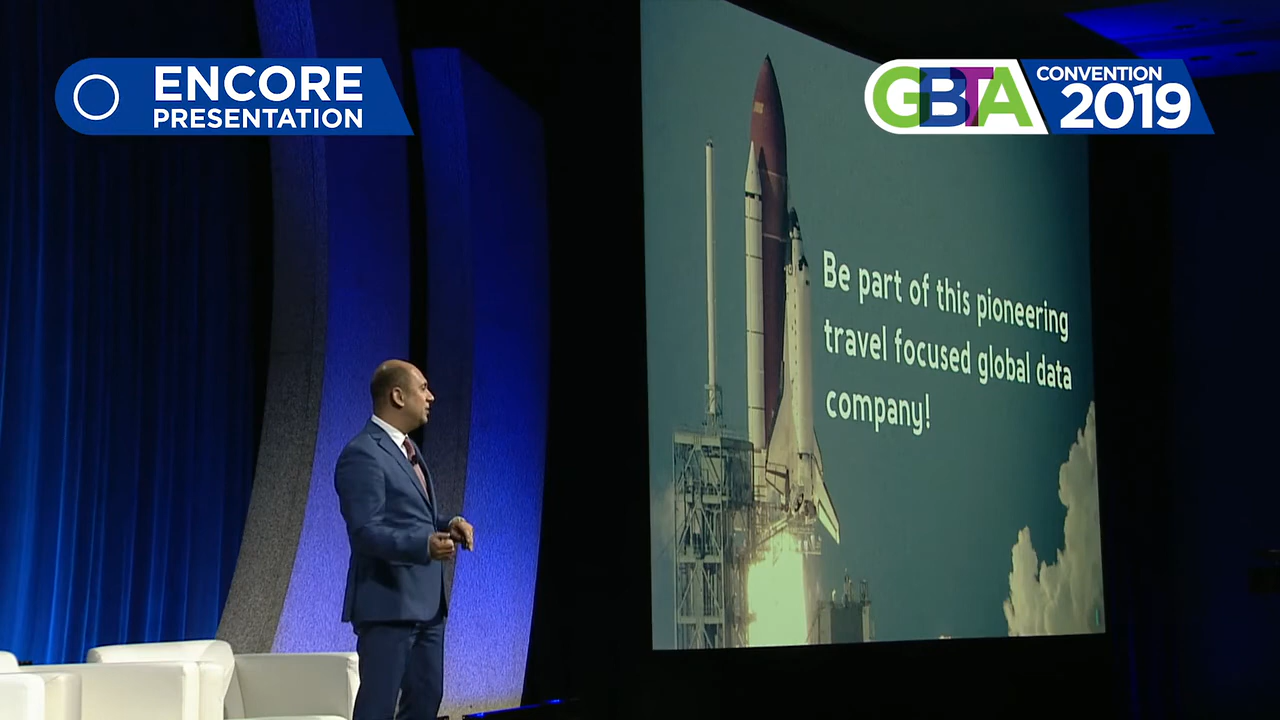 ENCORE
PRESENTATION
GBTA
CONVENTION
2019
Be part of this pioneering
travel focused global data
company!